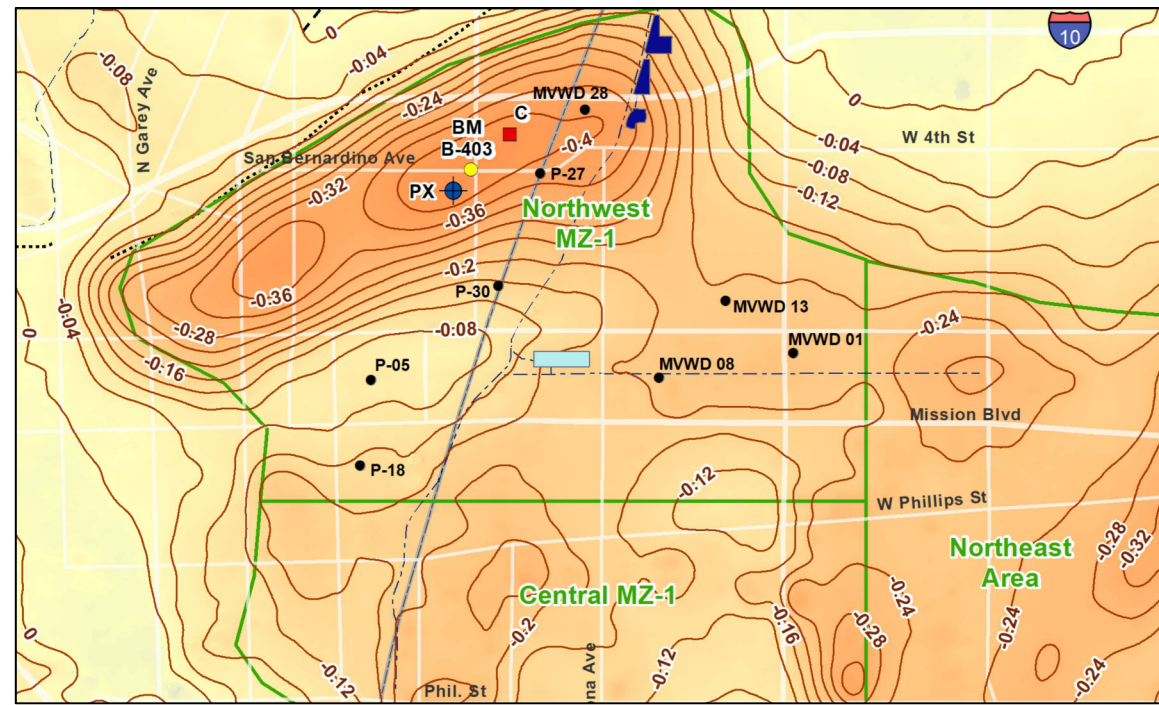 0
-0.04
10
-0.08
N Garey Ave
-0.24
MVWD 28
C
BM
B-403
-0.4
San Bernardino Ave
P-27
PX
-0.32
-0.36
Northwest
MZ-1
0
W 4th St
-0.04
-0.08
-0.12
-0.2
P-30
-0.36
-0.04
0
-0.28
-0.08
-0.16
P-05
MVWD 13
MVWD 01
MVWD 08
-0.24
Mission Blvd
P-18
-0.12
W Phillips St
Northeast
Area
-0.28
-0.32
Central MZ-1
-0.2
-0.16
-0.24
-0.28
-0.24
-0.24
0
-0.12
-0.12
Phil. St
ona Ave